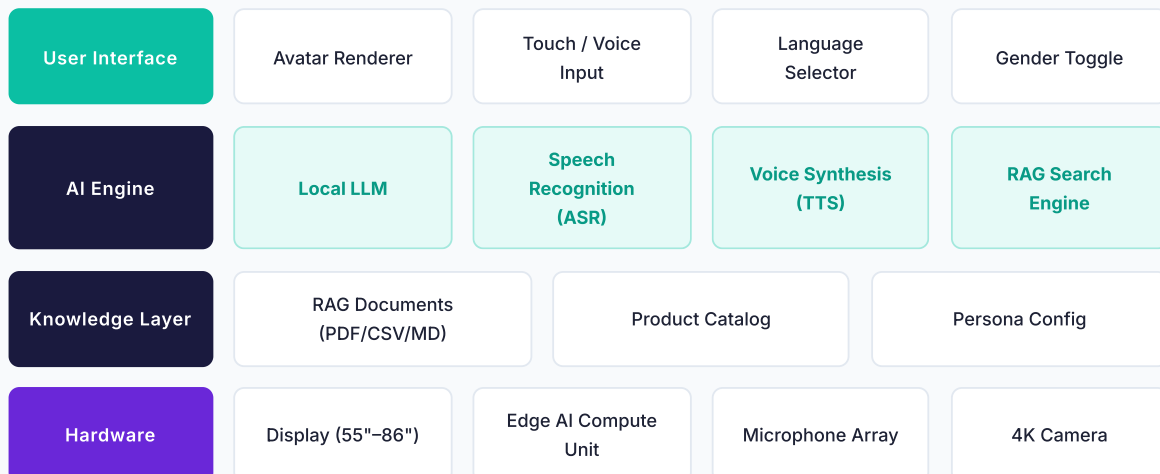 User Interface
Avatar Renderer
Touch / Voice
Input
Language
Selector
Gender Toggle
AI Engine
Local LLM
Speech
Recognition
(ASR)
Voice Synthesis
(TTS)
RAG Search
Engine
Knowledge Layer
RAG Documents
(PDF/CSV/MD)
Product Catalog
Persona Config
Hardware
Display (55"–86")
Edge AI Compute
Unit
Microphone Array
4K Camera